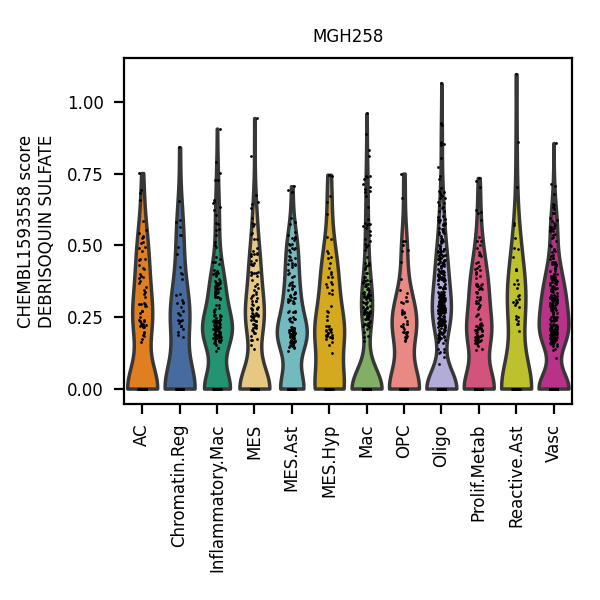 MGH258
CHEMBL1593558 score
DEBRISOQUIN SULFATE
1.00
0.75
0.50
0.25
0.00
AC
Chromatin.Reg
Inflammatory.Mac
MES
MES.Ast
MES.Hyp
Mac
OPC
Oligo
Prolif.Metab
Reactive.Ast
Vasc